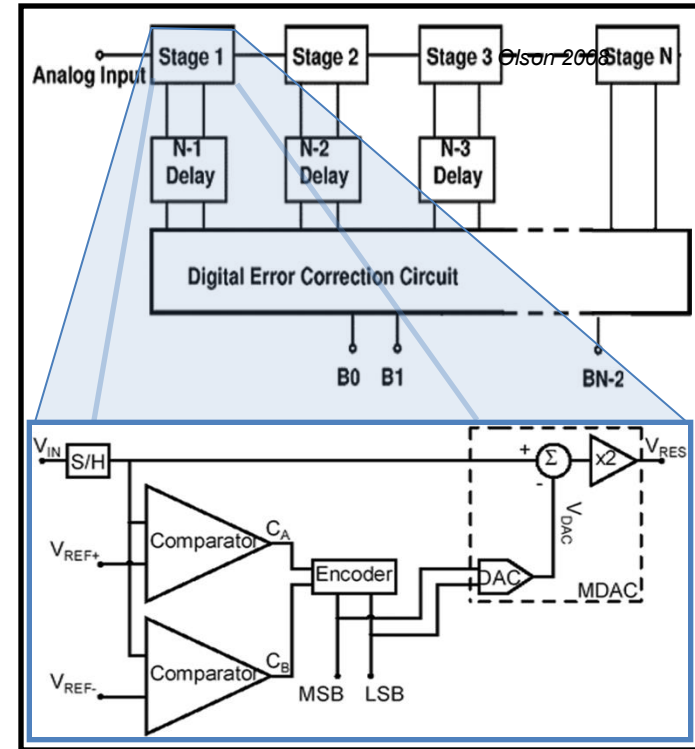 Analog Input
Stage 1
Stage 2
Stage 3
Olson 2008
Stage N
N-1
Delay
N-2
Delay
N-3
Delay
Digital Error Correction Circuit
B0
B1
BN-2
VIN
S/H
+
Σ
-
x2
VRES
Comparator
CA
VREF+
VDAC
Encoder
DAC
MDAC
Comparator
CB
VREF-
MSB
LSB